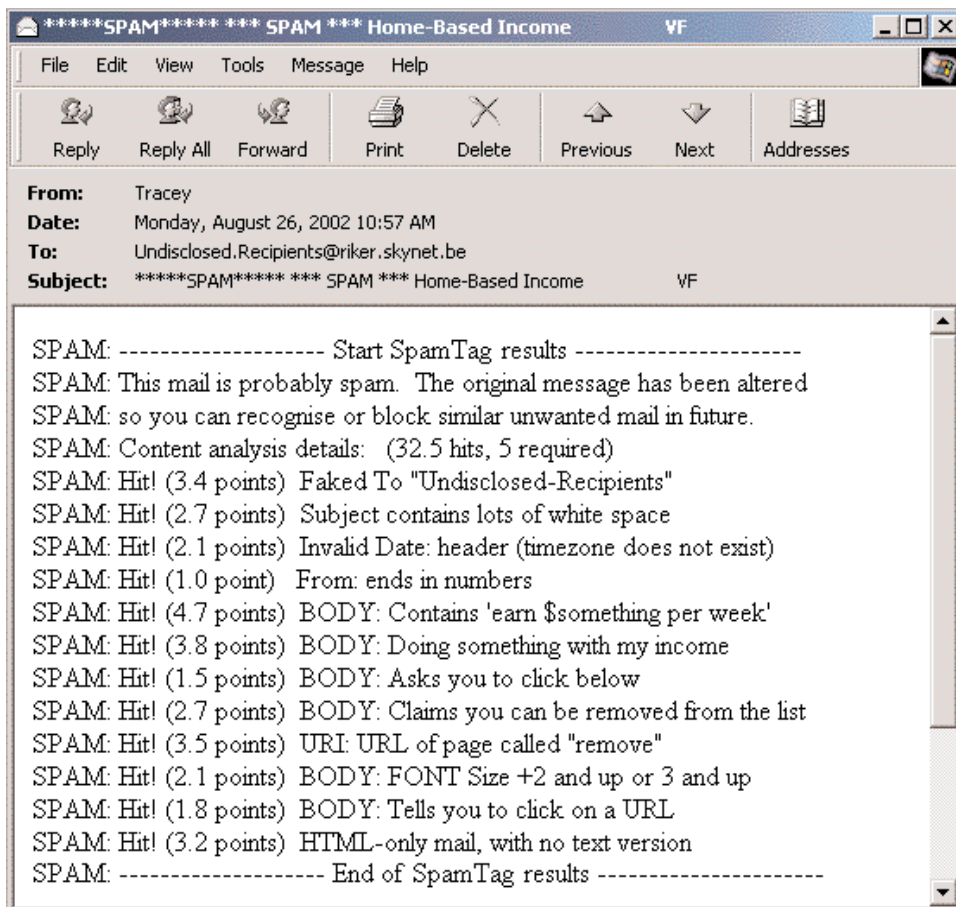 *****SPAM***** *** SPAM *** Home-Based Income VF
File Edit View Tools Message Help
Reply Reply All Forward Print Delete Previous Next Addresses
From: Tracey
Date: Monday, August 26, 2002 10:57 AM
To: Undisclosed.Recipients@riker.skynet.be
Subject: *****SPAM***** *** SPAM *** Home-Based Income VF
SPAM: -------------------- Start SpamTag results ----------------------
SPAM: This mail is probably spam.  The original message has been altered
SPAM: so you can recognise or block similar unwanted mail in future.
SPAM: Content analysis details:   (32.5 hits, 5 required)
SPAM: Hit! (3.4 points)  Faked To "Undisclosed-Recipients"
SPAM: Hit! (2.7 points)  Subject contains lots of white space
SPAM: Hit! (2.1 points)  Invalid Date: header (timezone does not exist)
SPAM: Hit! (1.0 point)   From: ends in numbers
SPAM: Hit! (4.7 points)  BODY: Contains 'earn $something per week'
SPAM: Hit! (3.8 points)  BODY: Doing something with my income
SPAM: Hit! (1.5 points)  BODY: Asks you to click below
SPAM: Hit! (2.7 points)  BODY: Claims you can be removed from the list
SPAM: Hit! (3.5 points)  URI: URL of page called "remove"
SPAM: Hit! (2.1 points)  BODY: FONT Size +2 and up or 3 and up
SPAM: Hit! (1.8 points)  BODY: Tells you to click on a URL
SPAM: Hit! (3.2 points)  HTML-only mail, with no text version
SPAM: -------------------- End of SpamTag results ----------------------